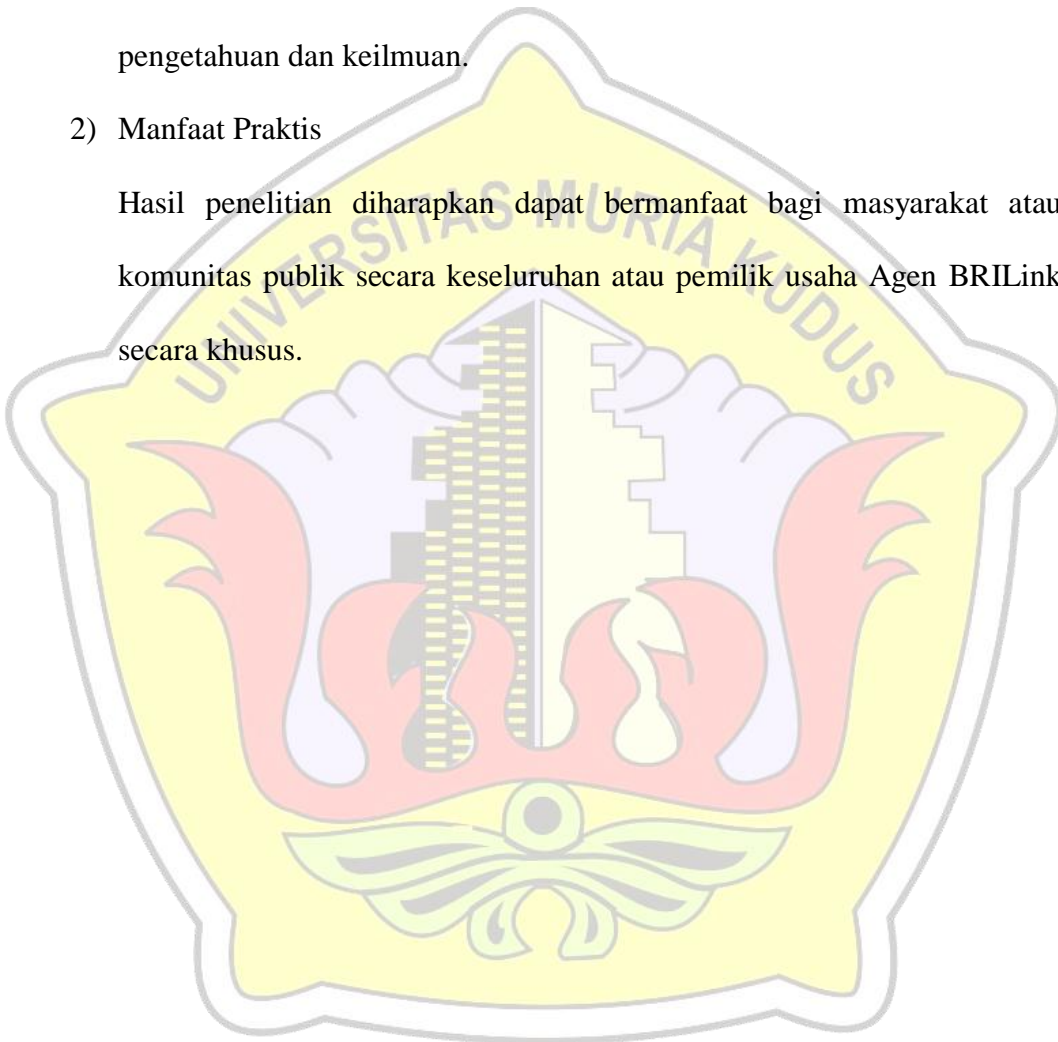 pengetahuan dan keilmuan.
2) Manfaat Praktis
Hasil penelitian diharapkan dapat bermanfaat bagi masyarakat atau
komunitas publik secara keseluruhan atau pemilik usaha Agen BRILink
secara khusus.
UNIVERSITAS MURIA KUDUS